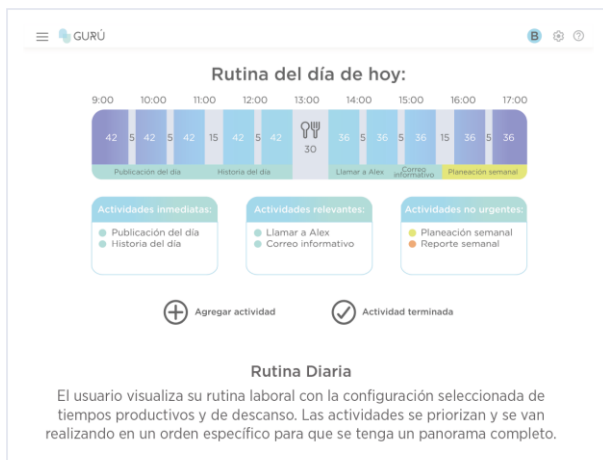 GURÚ
B
?
Rutina del día de hoy:
9:00 10:00 11:00 12:00 13:00 14:00 15:00 16:00 17:00
42 5 42 5 42 15 42 5 42 30 36 5 36 5 36 15 36 5 36
Publicación del día Historia del día Llamar a Alex Correo informativo Planeación semanal
Actividades inmediatas: Actividades relevantes: Actividades no urgentes:
Publicación del día Llamar a Alex Planeación semanal
Historia del día Correo informativo Reporte semanal
Agregar actividad Actividad terminada
Rutina Diaria
El usuario visualiza su rutina laboral con la configuración seleccionada de
tiempos productivos y de descanso. Las actividades se priorizan y se van
realizando en un orden específico para que se tenga un panorama completo.